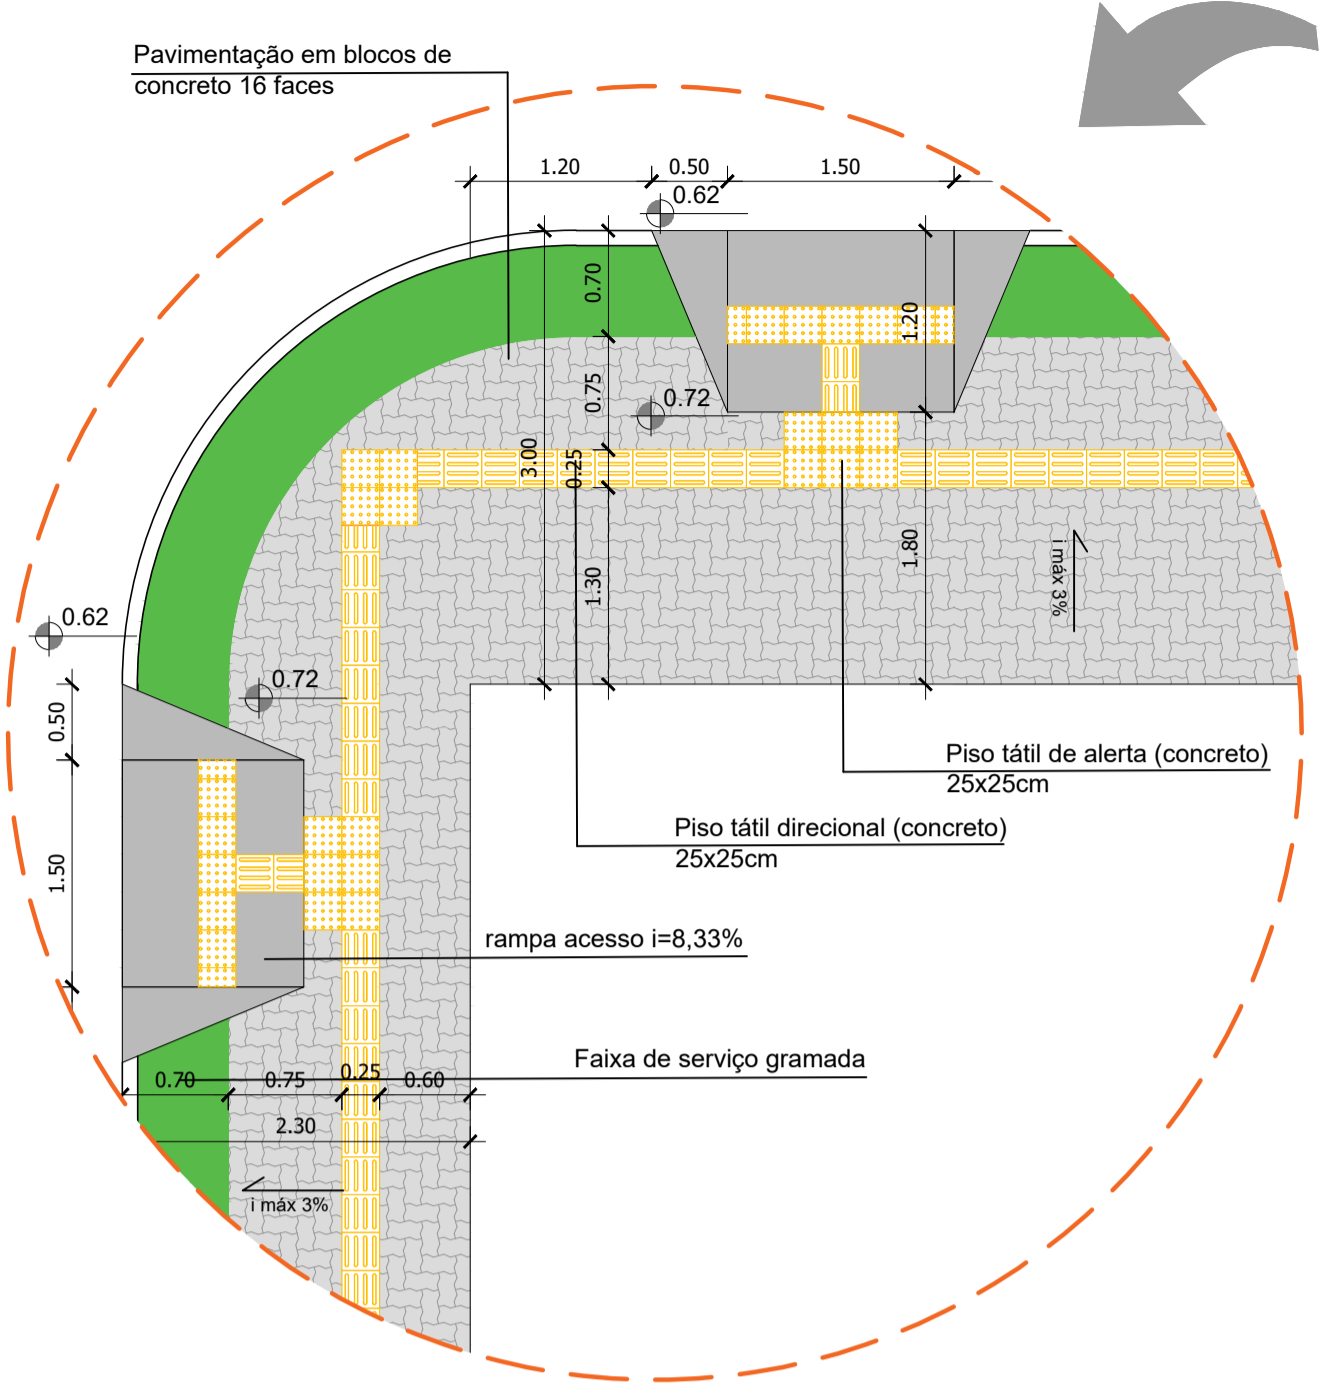 Pavimentação em blocos de
concreto 16 faces
1.20
0.50
1.50
0.62
0.70
1.20
0.75
0.72
3.00
0.25
1.80
1.30
i máx 3%
0.62
0.72
0.50
Piso tátil de alerta (concreto)
25x25cm
Piso tátil direcional (concreto)
25x25cm
1.50
rampa acesso i=8,33%
Faixa de serviço gramada
0.70
0.75
0.25
0.60
2.30
i máx 3%